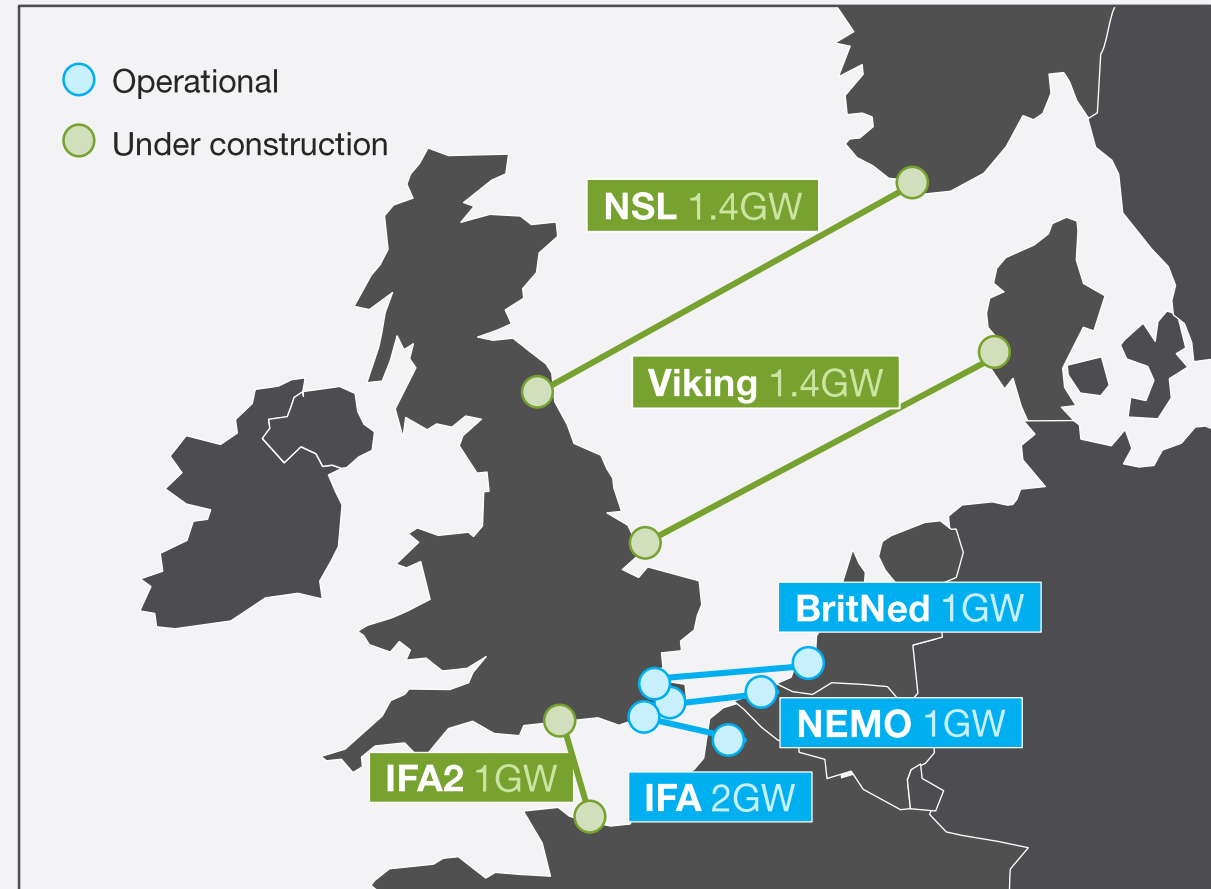 Operational
Under construction
NSL 1.4GW
Viking 1.4GW
BritNed 1GW
NEMO 1GW
IFA2 1GW
IFA 2GW